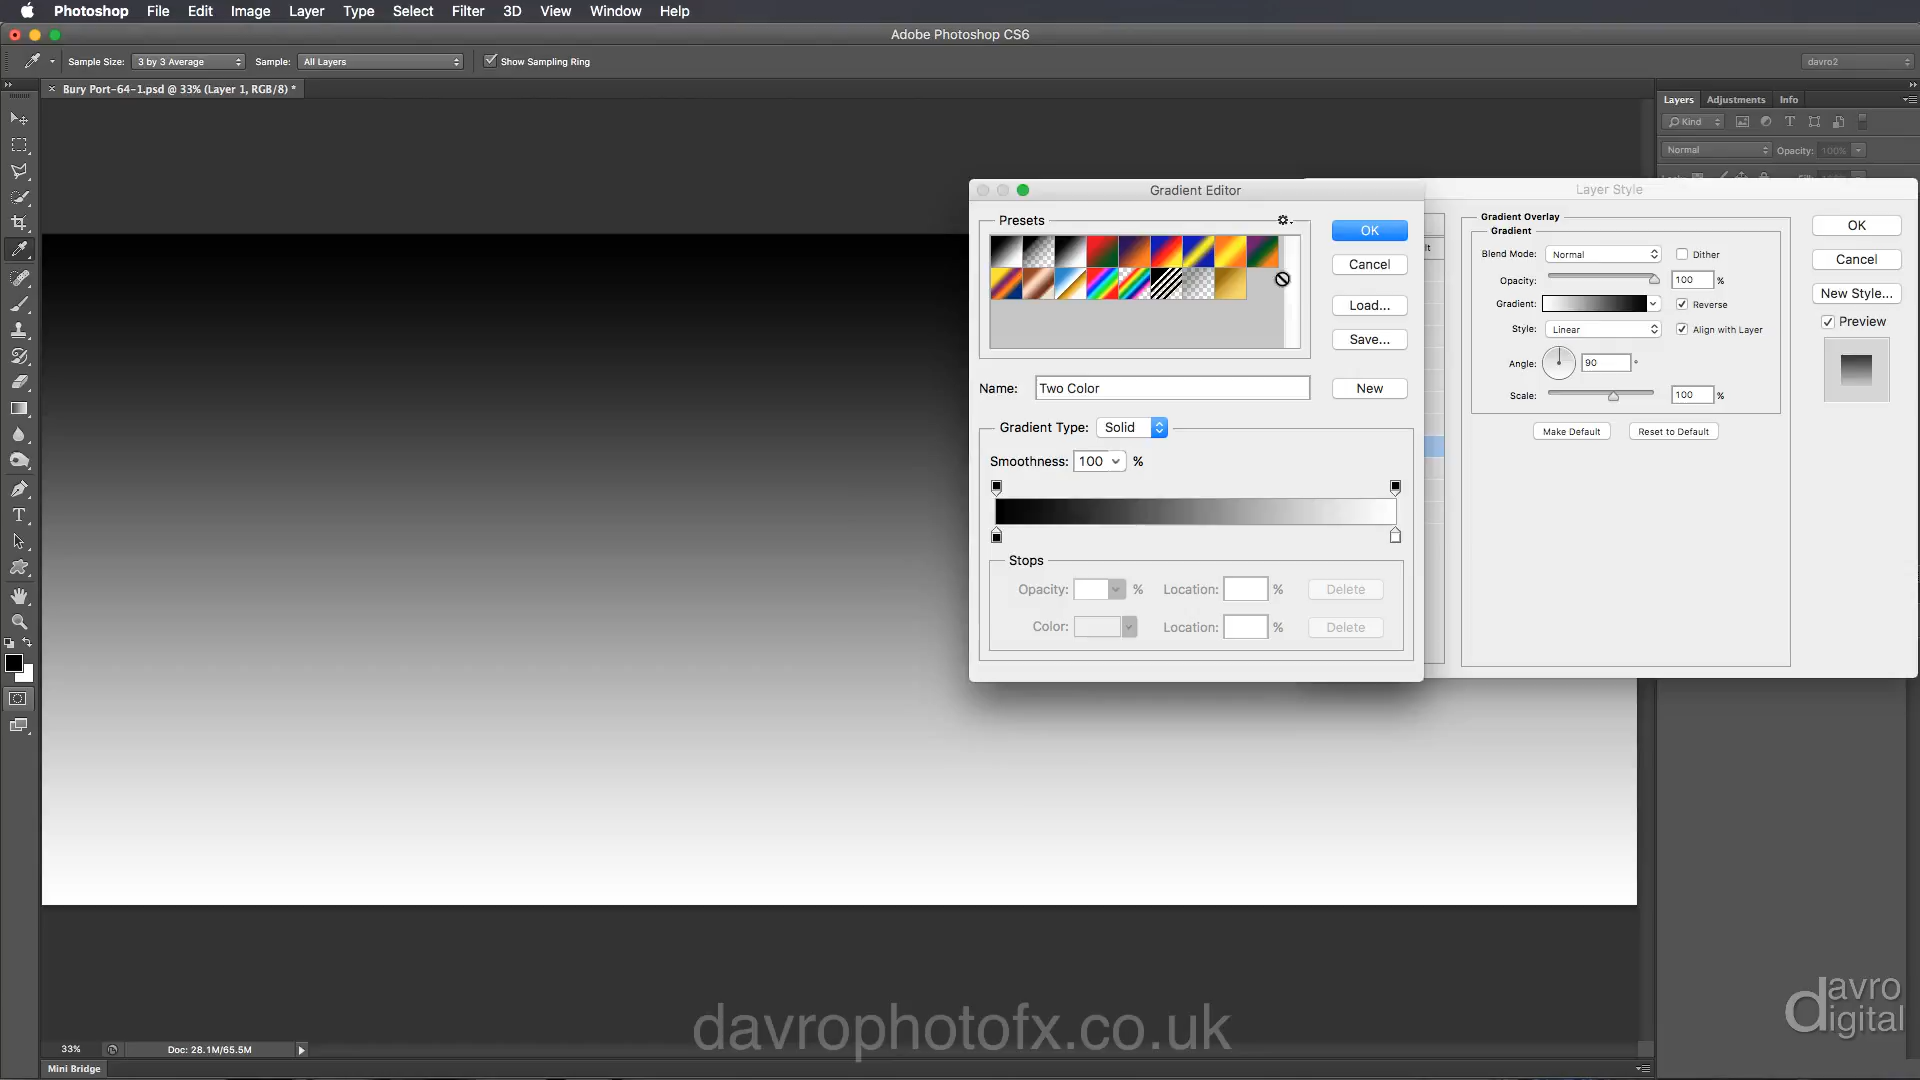 Photoshop File Edit Image Layer Type Select Filter 3D View Window Help
Adobe Photoshop CS6
Sample Size: 3 by 3 Average Sample: All Layers Show Sampling Ring davro2
Bury Port-64-1.psd @ 33% (Layer 1, RGB/8) *
Layers Adjustments Info
Kind
Normal Opacity: 100%
Gradient Editor
Layer Style
Presets
OK
Cancel
Load...
Save...
Name: Two Color New
Gradient Type: Solid
Smoothness: 100 %
Stops
Opacity: % Location: % Delete
Color: Location: % Delete
Gradient Overlay
Gradient
Blend Mode: Normal Dither
Opacity: 100 %
Gradient: Reverse
Style: Linear Align with Layer
Angle: 90 °
Scale: 100 %
Make Default Reset to Default
OK
Cancel
New Style...
Preview
davrophotofx.co.uk
davro
digital
33% Doc: 28.1M/65.5M
Mini Bridge